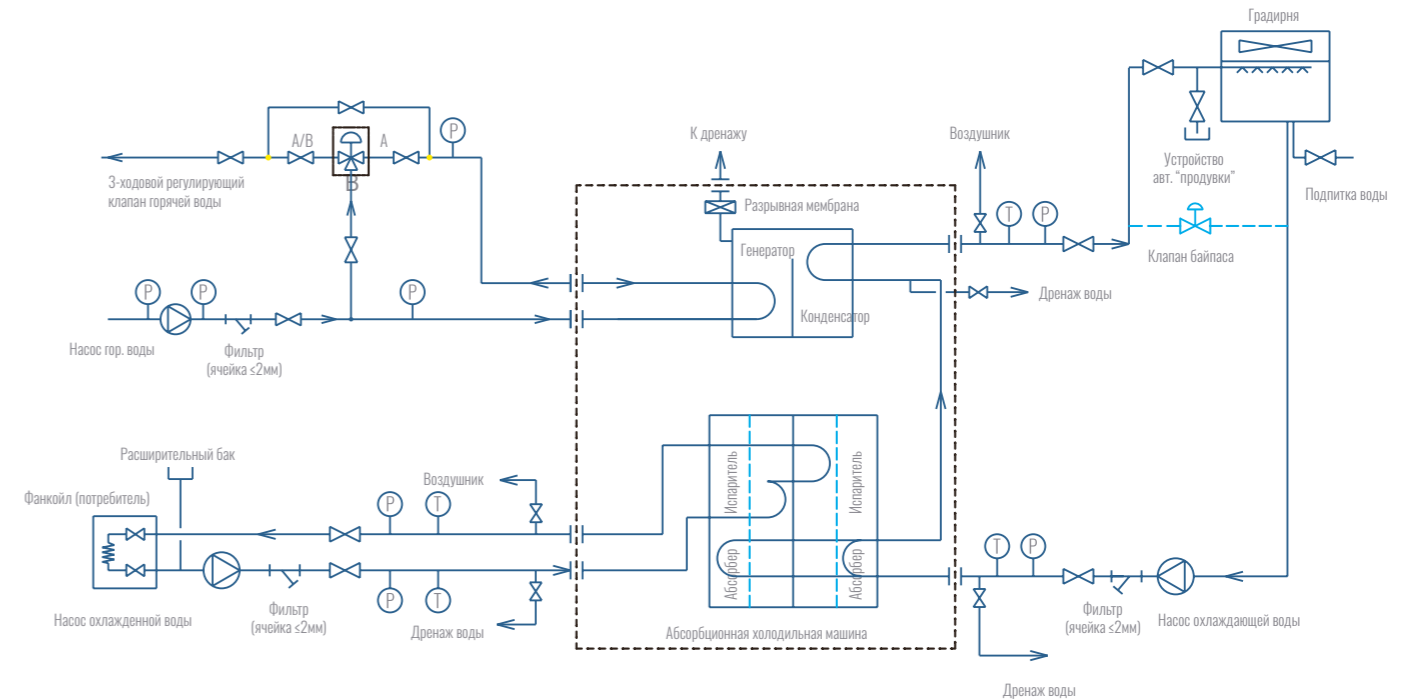 Градирня
A/B
A
P
К дренажу
Воздушник
B
3-ходовой регулирующий
клапан горячей воды
Устройство
авт. “продувки”
Подпитка воды
Разрывная мембрана
T
P
Генератор
Клапан байпаса
P
P
P
Дренаж воды
Конденсатор
Насос гор. воды
Фильтр
(ячейка ≤2мм)
Расширительный бак
Воздушник
Фанкойл (потребитель)
P
T
Испаритель
Испаритель
Абсорбер
Абсорбер
T
P
P
T
Насос охлажденной воды
Фильтр
(ячейка ≤2мм)
Дренаж воды
Абсорбционная холодильная машина
Фильтр
(ячейка ≤2мм)
Насос охлаждающей воды
Дренаж воды